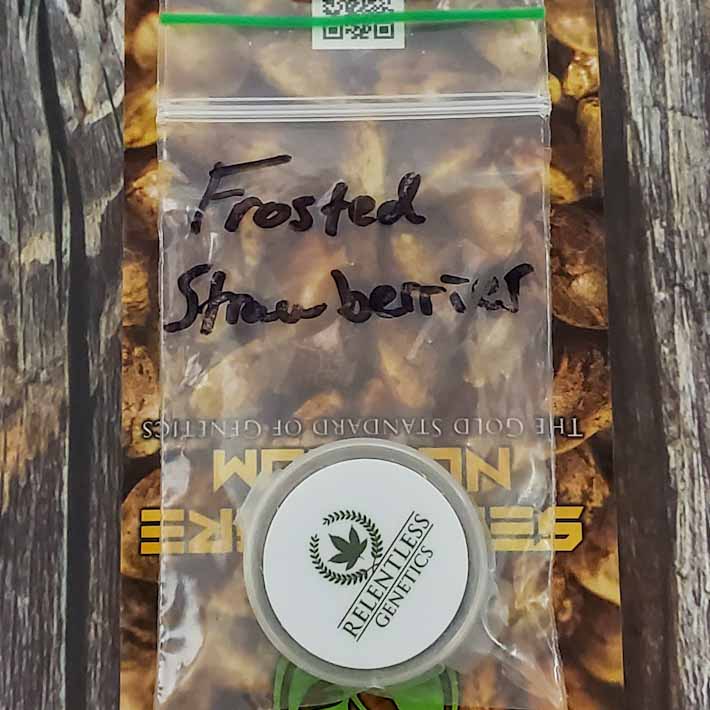 Frosted
Strawberries
THE GOLD STANDARD OF GENETICS
RELENTLESS
GENETICS